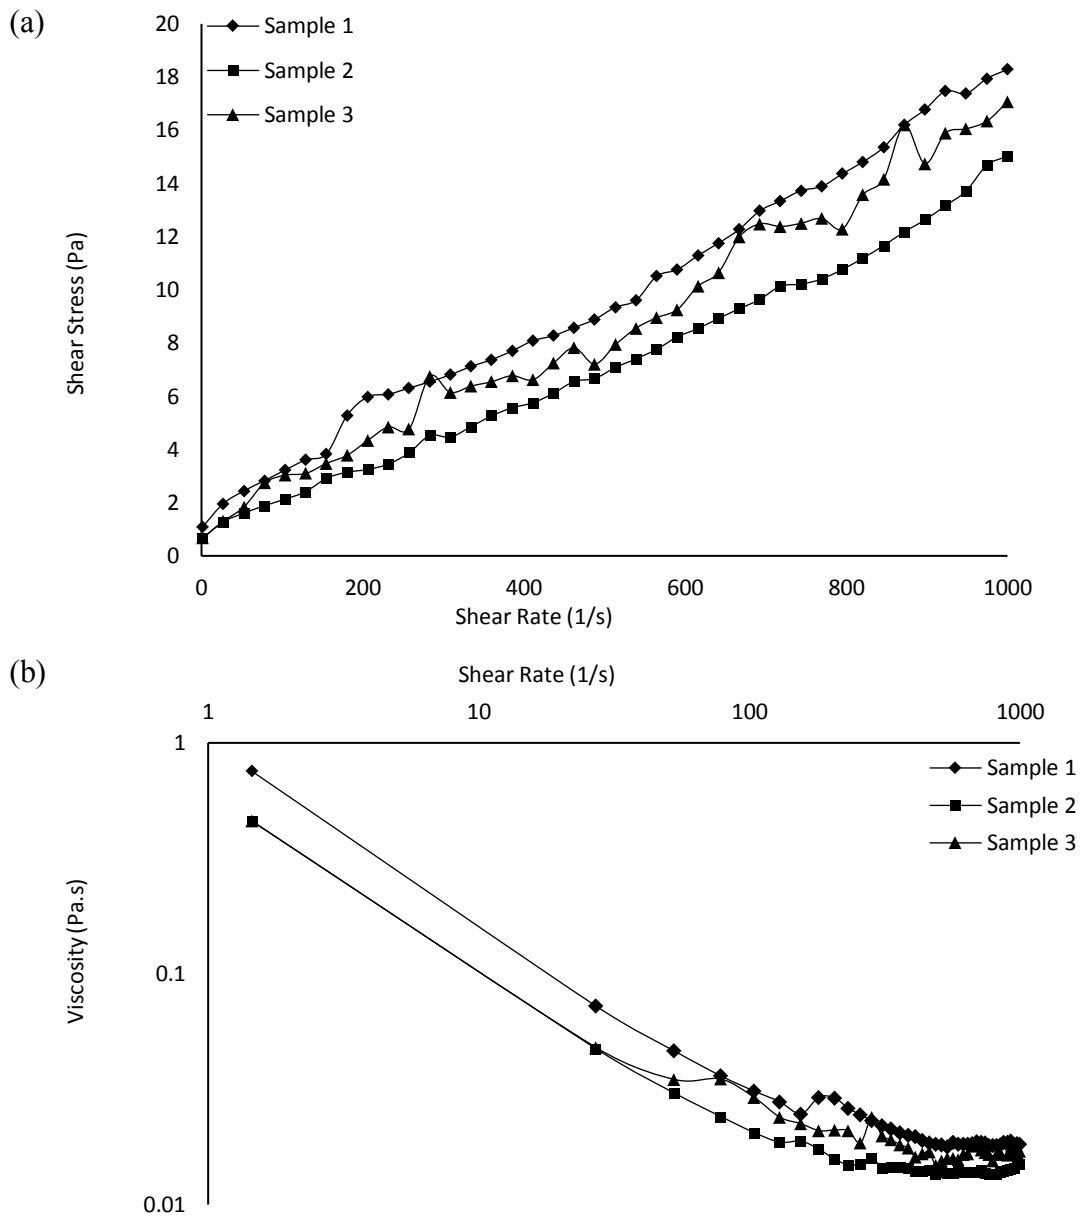 (a)
20
18
16
14
12
10
8
6
4
2
0
Shear Stress (Pa)
Sample 1
Sample 2
Sample 3
0 200 400 600 800 1000
Shear Rate (1/s)
(b)
Shear Rate (1/s)
1 10 100 1000
1
0.1
0.01
Viscosity (Pa.s)
Sample 1
Sample 2
Sample 3